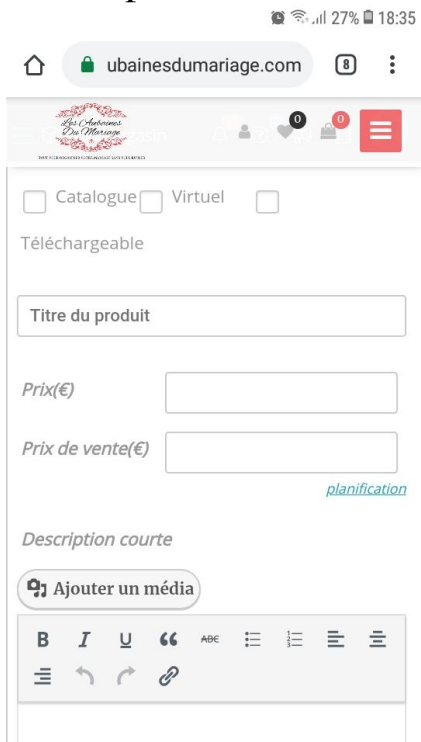 27% 18:35
ubainesdumariage.com 8
Les Aubaines
Du Mariage
0 0
Catalogue Virtuel
Téléchargeable
Titre du produit
Prix(€)
Prix de vente(€)
planification
Description courte
Ajouter un média
B I U “ ABC